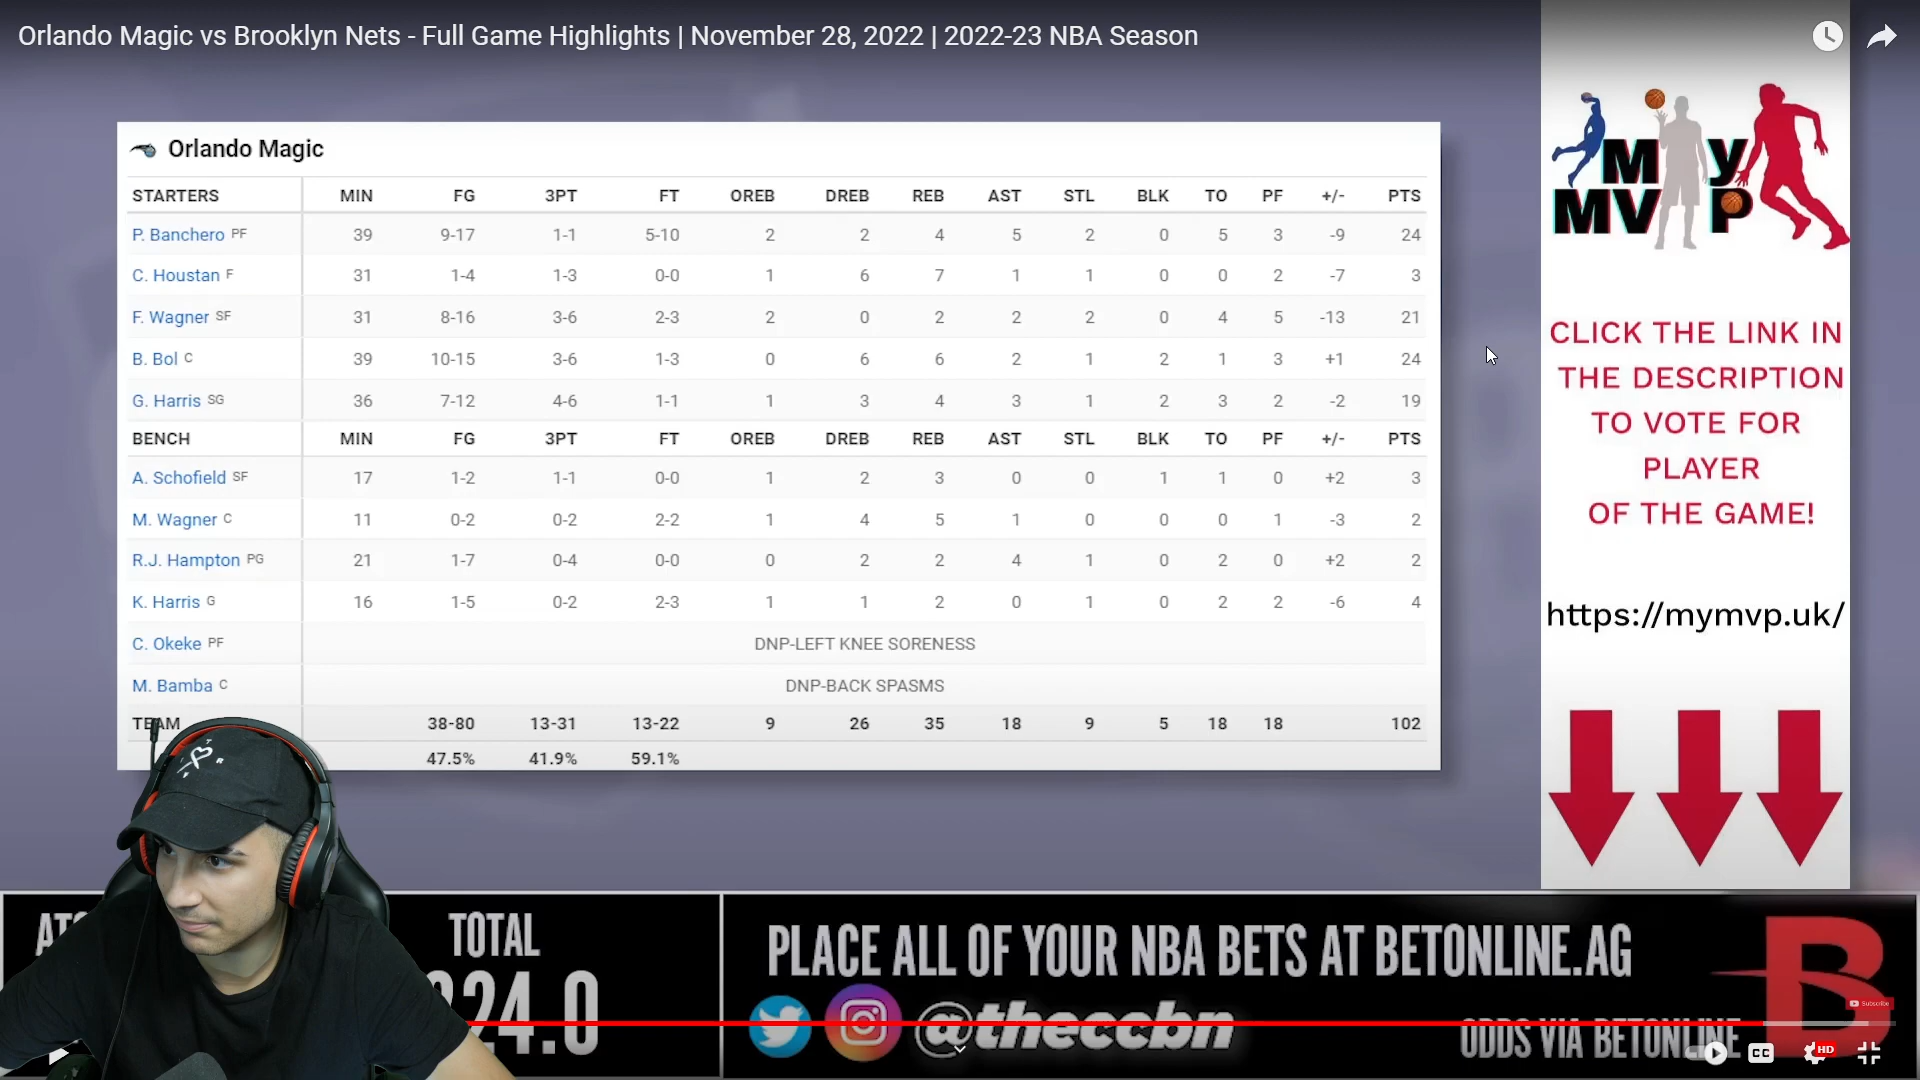 Orlando Magic vs Brooklyn Nets - Full Game Highlights | November 28, 2022 | 2022-23 NBA Season
Orlando Magic
STARTERS MIN FG 3PT FT OREB DREB REB AST STL BLK TO PF +/- PTS
P. Banchero PF 39 9-17 1-1 5-10 2 2 4 5 2 0 5 3 -9 24
C. Houstan F 31 1-4 1-3 0-0 1 6 7 1 1 0 0 2 -7 3
F. Wagner SF 31 8-16 3-6 2-3 2 0 2 2 2 0 4 5 -13 21
B. Bol C 39 10-15 3-6 1-3 0 6 6 2 1 2 1 3 +1 24
G. Harris SG 36 7-12 4-6 1-1 1 3 4 3 1 2 3 2 -2 19
BENCH MIN FG 3PT FT OREB DREB REB AST STL BLK TO PF +/- PTS
A. Schofield SF 17 1-2 1-1 0-0 1 2 3 0 0 1 1 0 +2 3
M. Wagner C 11 0-2 0-2 2-2 1 4 5 1 0 0 0 1 -3 2
R.J. Hampton PG 21 1-7 0-4 0-0 0 2 2 4 1 0 2 0 +2 2
K. Harris G 16 1-5 0-2 2-3 1 1 2 0 1 0 2 2 -6 4
C. Okeke PF DNP-LEFT KNEE SORENESS
M. Bamba C DNP-BACK SPASMS
TEAM 38-80 13-31 13-22 9 26 35 18 9 5 18 18 102
47.5% 41.9% 59.1%
My
MVP
CLICK THE LINK IN
THE DESCRIPTION
TO VOTE FOR
PLAYER
OF THE GAME!
https://mymvp.uk/
TOTAL
224.0
PLACE ALL OF YOUR NBA BETS AT BETONLINE.AG
@theccbn
ODDS VIA BETONLINE
B
Subscribe
CC
HD